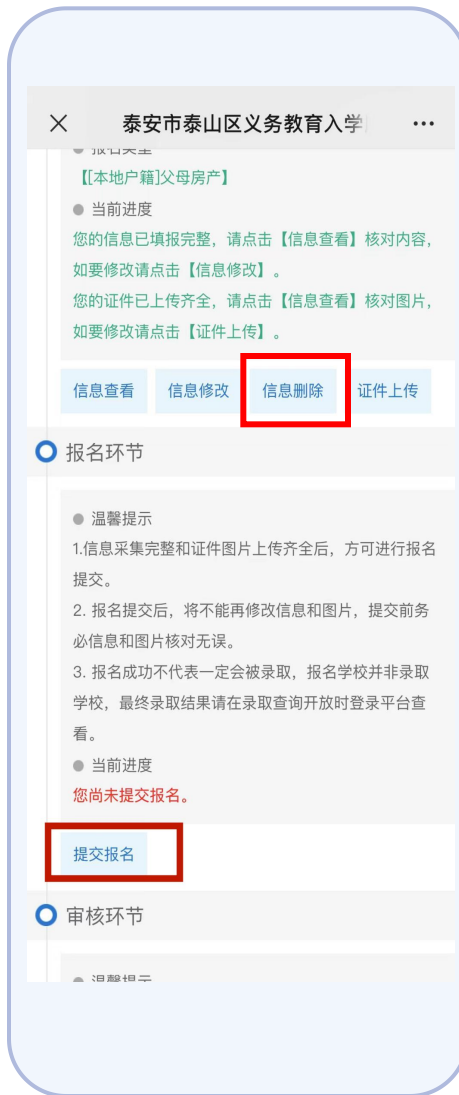 泰安市泰山区义务教育入学
报名类型
【[本地户籍]父母房产】
当前进度
您的信息已填报完整，请点击【信息查看】核对内容，
如要修改请点击【信息修改】。
您的证件已上传齐全，请点击【信息查看】核对图片，
如要修改请点击【证件上传】。
信息查看 信息修改 信息删除 证件上传
报名环节
温馨提示
1.信息采集完整和证件图片上传齐全后，方可进行报名
提交。
2. 报名提交后，将不能再修改信息和图片，提交前务
必信息和图片核对无误。
3. 报名成功不代表一定会被录取，报名学校并非录取
学校，最终录取结果请在录取查询开放时登录平台查
看。
当前进度
您尚未提交报名。
提交报名
审核环节
温馨提示